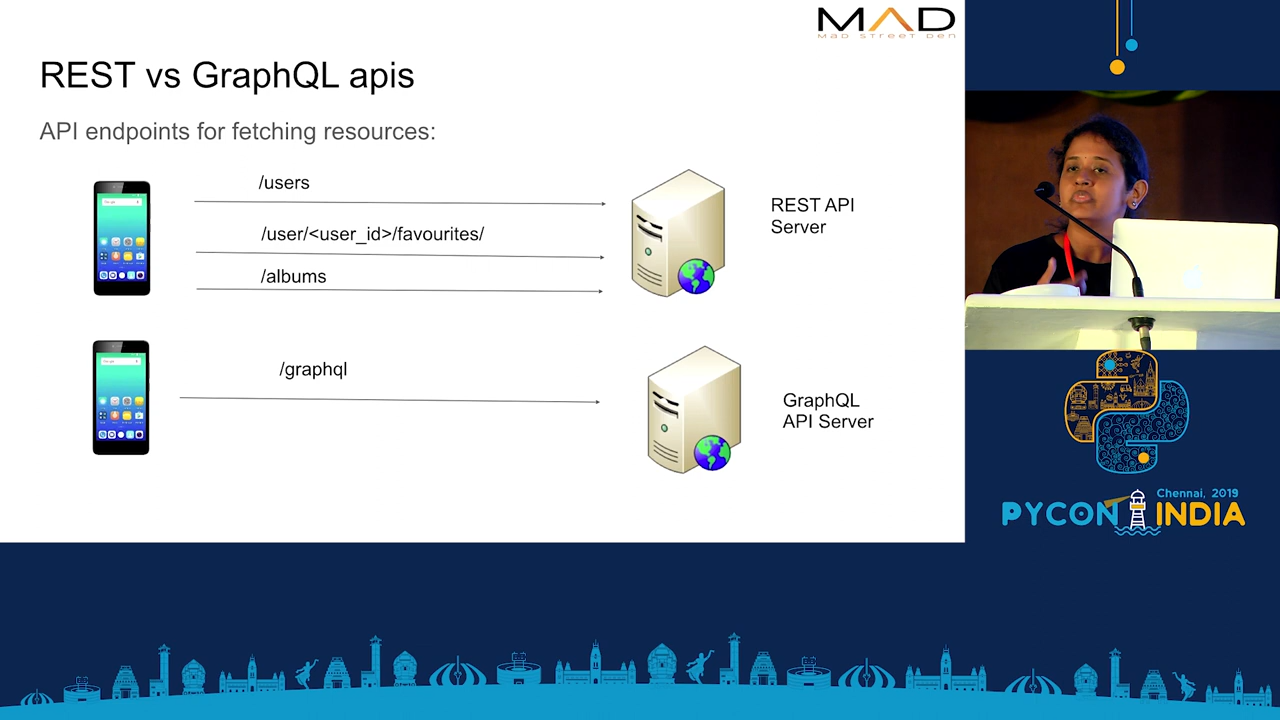 MAD
MAD STREET DEN
REST vs GraphQL apis
API endpoints for fetching resources:
/users
/user/<user_id>/favourites/
/albums
REST API
Server
/graphql
GraphQL
API Server
Chennai, 2019
PYCON INDIA